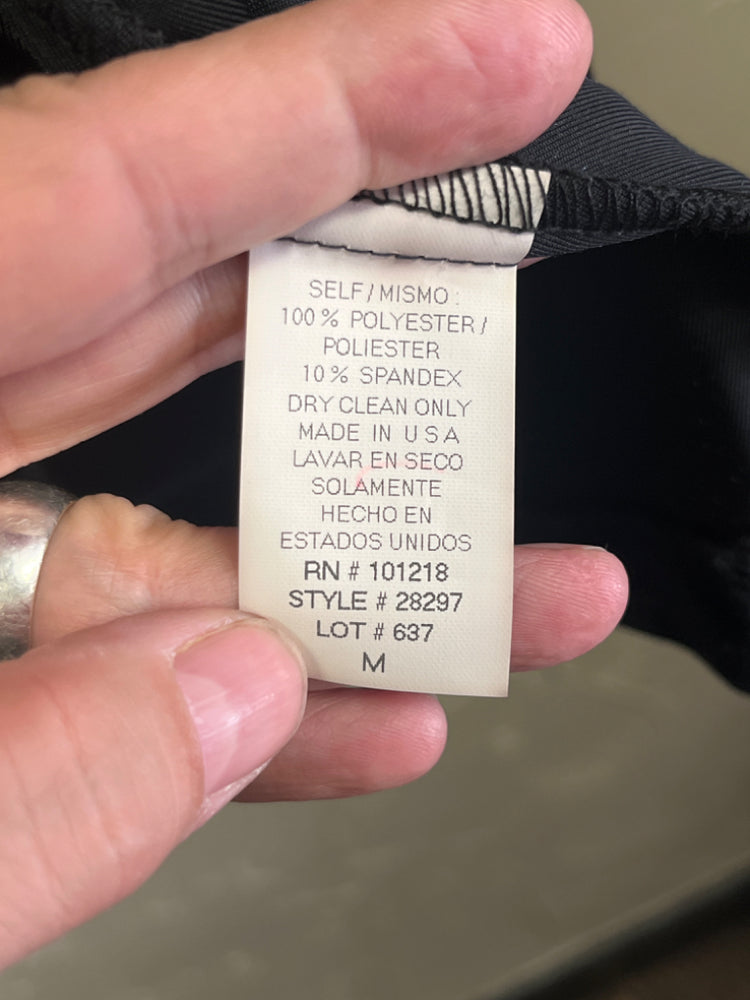 SELF / MISMO :
100 % POLYESTER /
POLIESTER
10 % SPANDEX
DRY CLEAN ONLY
MADE IN U S A
LAVAR EN SECO
SOLAMENTE
HECHO EN
ESTADOS UNIDOS
RN # 101218
STYLE # 28297
LOT # 637
M